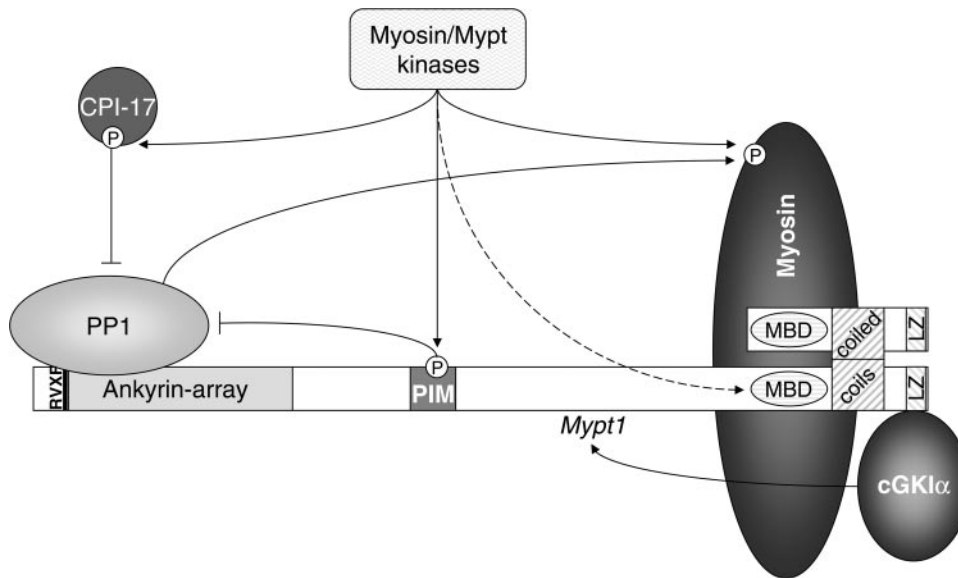 Myosin/Mypt
kinases
CPI-17
P
P
Myosin
PP1
MBD
coiled
LZ
P
RVXF
Ankyrin-array
PIM
MBD
coils
LZ
Mypt1
cGKIα